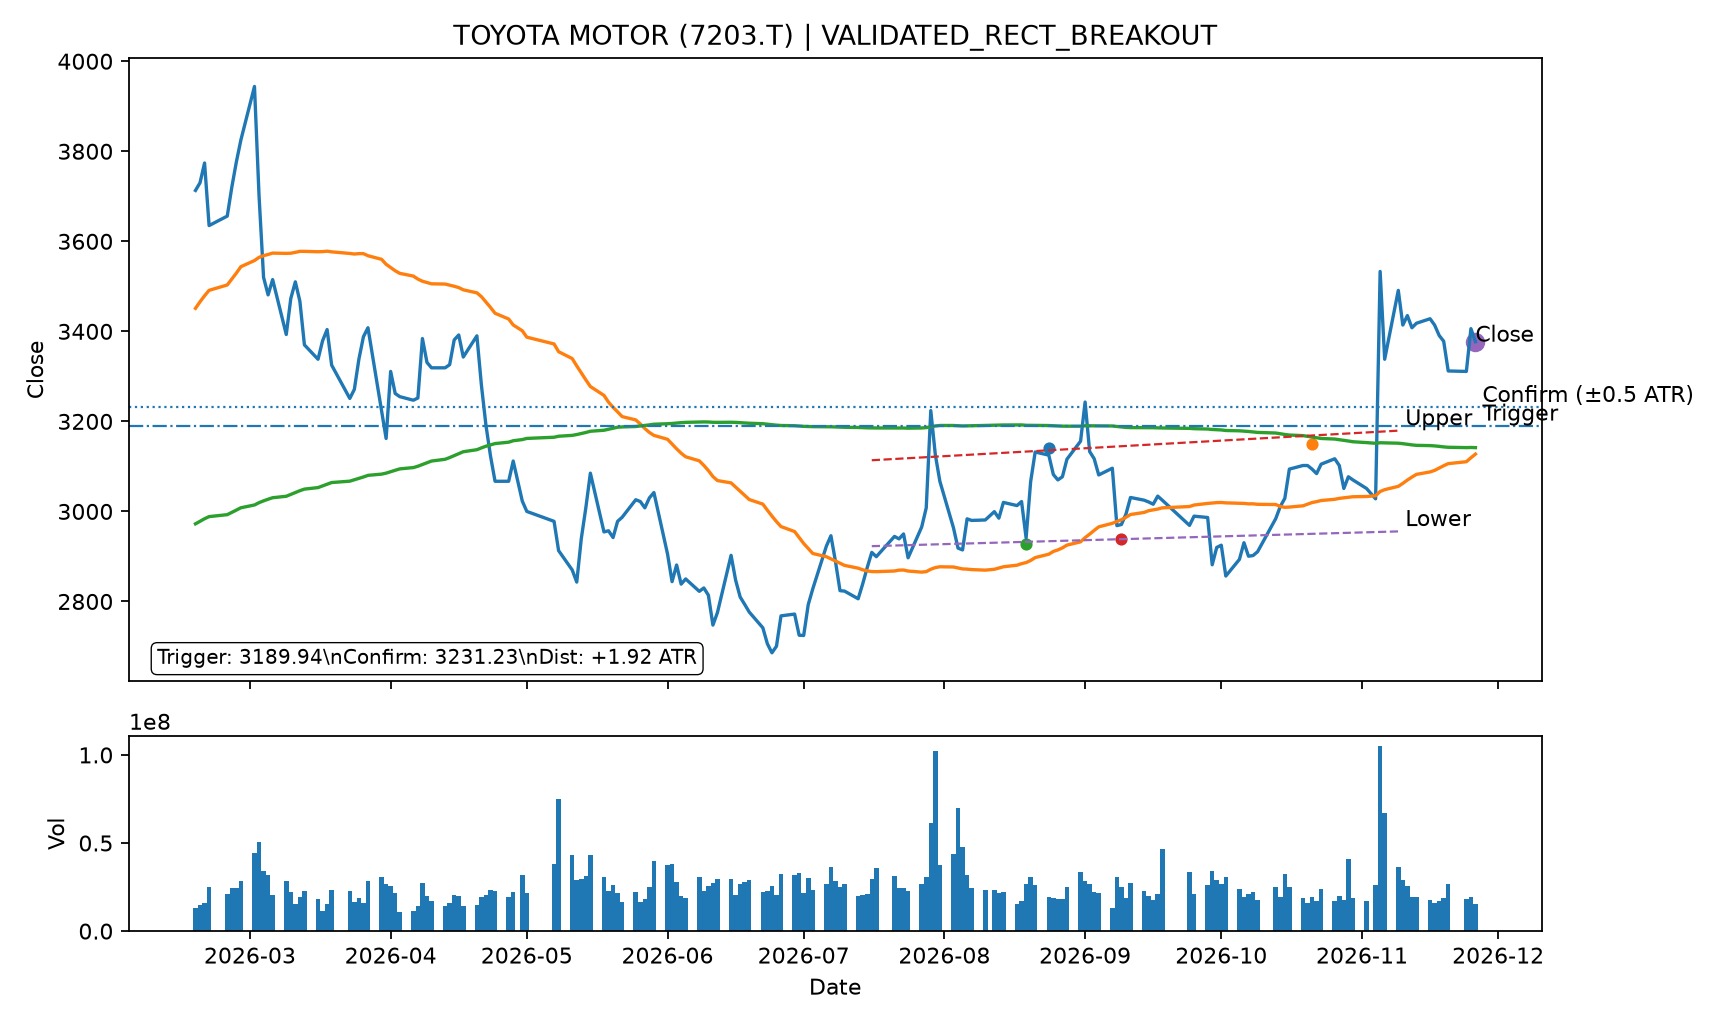 TOYOTA MOTOR (7203.T) | VALIDATED_RECT_BREAKOUT
Close
4000
3800
3600
3400
3200
3000
2800
Close
Confirm (±0.5 ATR)
Trigger
Upper
Lower
Trigger: 3189.94\nConfirm: 3231.23\nDist: +1.92 ATR
1e8
Vol
1.0
0.5
0.0
2026-03
2026-04
2026-05
2026-06
2026-07
2026-08
2026-09
2026-10
2026-11
2026-12
Date